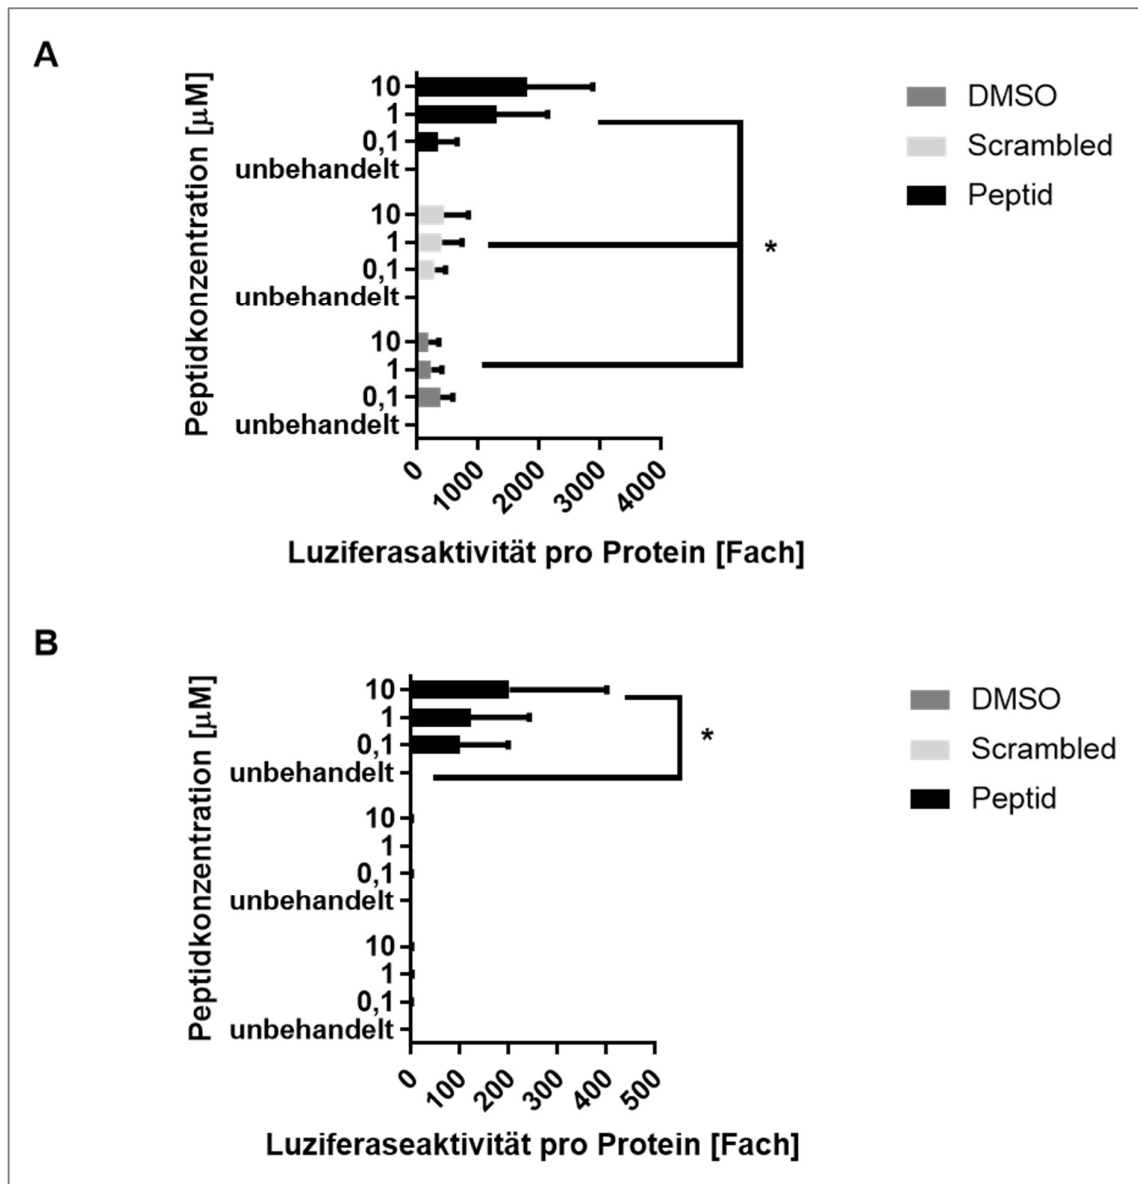 A
Peptidkonzentration [µM]
10
1
0,1
unbehandelt
10
1
0,1
unbehandelt
10
1
0,1
unbehandelt
0 1000 2000 3000 4000
Luziferasaktivität pro Protein [Fach]
*
DMSO
Scrambled
Peptid
B
Peptidkonzentration [µM]
10
1
0,1
unbehandelt
10
1
0,1
unbehandelt
10
1
0,1
unbehandelt
0 100 200 300 400 500
Luziferaseaktivität pro Protein [Fach]
*
DMSO
Scrambled
Peptid